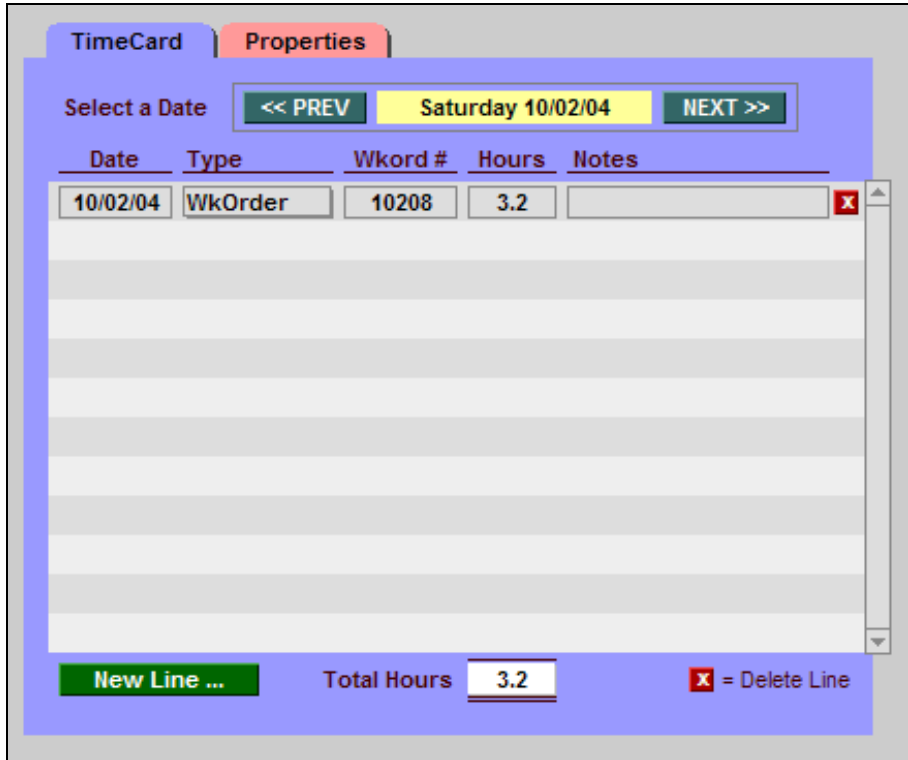 TimeCard Properties
Select a Date << PREV Saturday 10/02/04 NEXT >>
Date Type Wkord # Hours Notes
10/02/04 WkOrder 10208 3.2 X
New Line ... Total Hours 3.2 X = Delete Line